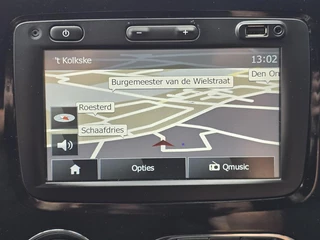 't Kolkske
13:02
Burgemeester van de Wielstraat
Den On
Roesterd
Schaafdries
Opties
Qmusic